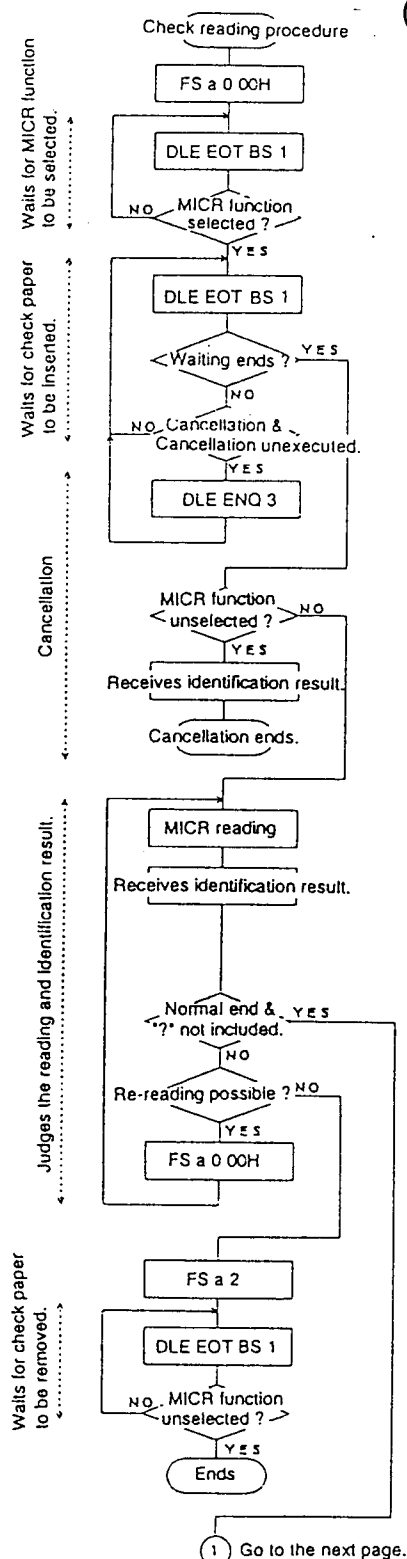 Check reading procedure
FS a 0 00H
Waits for MICR function
to be selected.
DLE EOT BS 1
NO
MICR function
selected ?
YES
Waits for check paper
to be inserted.
DLE EOT BS 1
Waiting ends ?
YES
NO
NO
Cancellation &
Cancellation unexecuted.
YES
DLE ENQ 3
Cancellation
MICR function
unselected ?
NO
YES
Receives identification result.
Cancellation ends.
Judges the reading and Identification result.
MICR reading
Receives identification result.
Normal end &
"?" not included.
YES
NO
Re-reading possible ?
NO
YES
FS a 0 00H
FS a 2
Waits for check paper
to be removed.
DLE EOT BS 1
NO
MICR function
unselected ?
YES
Ends
1 Go to the next page.